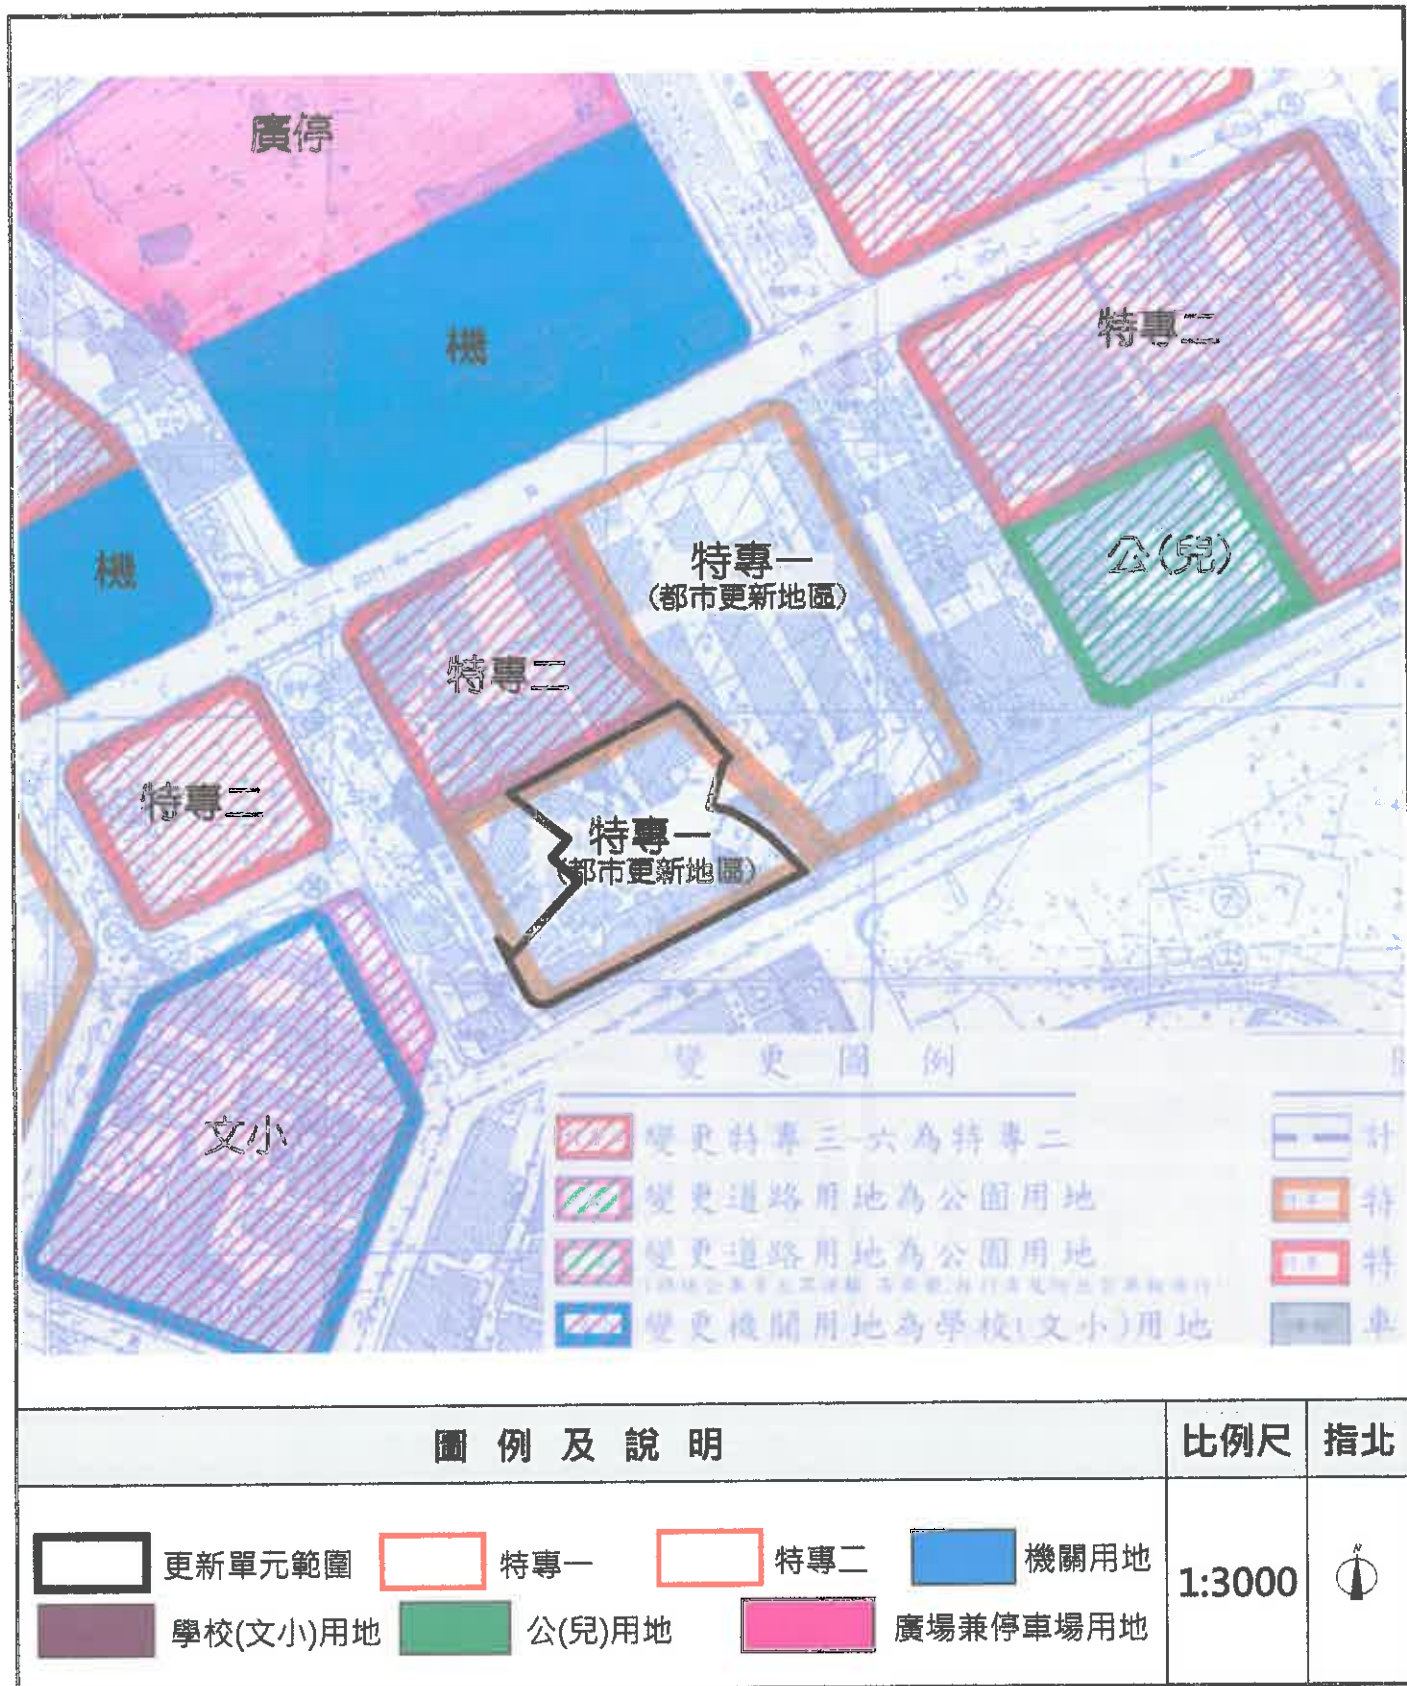 廣停
機
特專二
機
特專一
(都市更新地區)
公(兒)
特專二
特專二
特專一
(都市更新地區)
文小
變更圖例
變更特專三六為特專二
變更道路用地為公園用地
變更道路用地為公園用地
變更機關用地為學校(文小)用地
計
特
特
車
圖例及說明
比例尺
指北
更新單元範圍
特專一
特專二
機關用地
學校(文小)用地
公(兒)用地
廣場兼停車場用地
1:3000
N